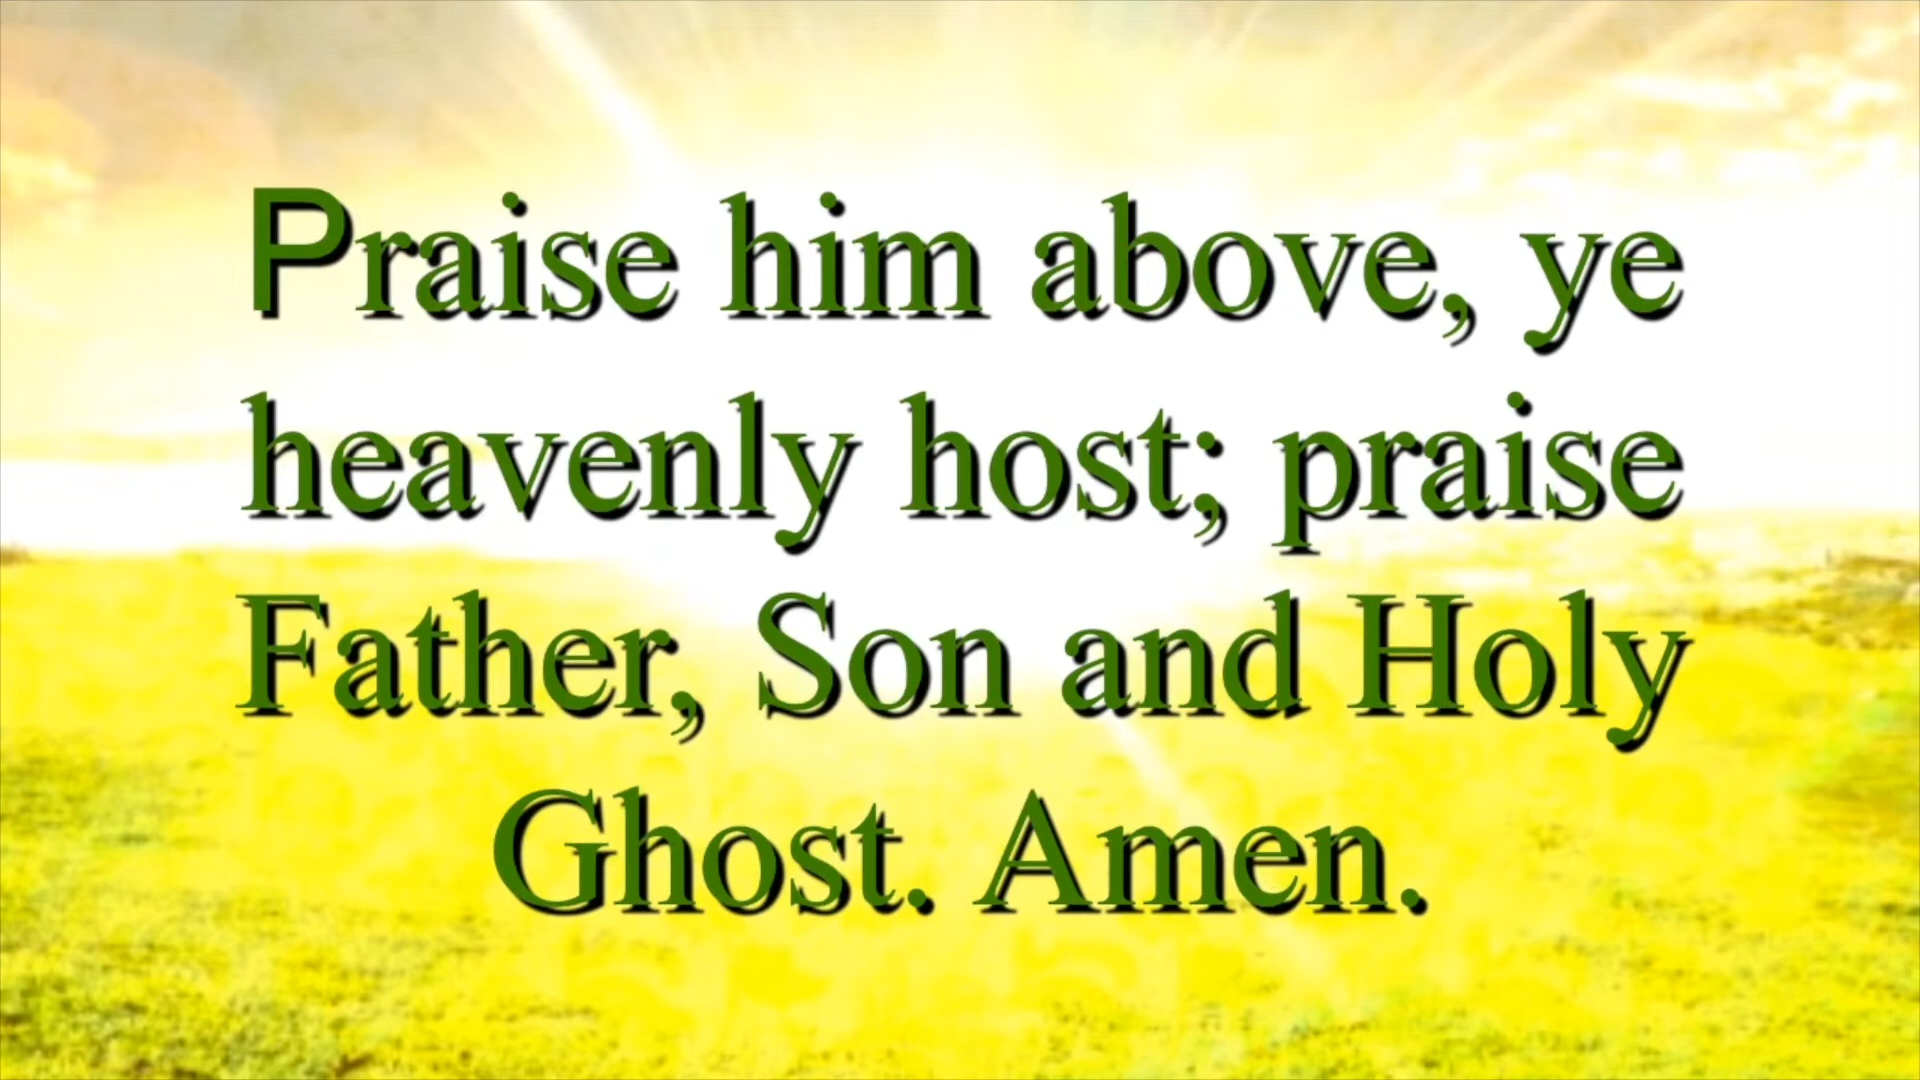 Praise him above, ye
heavenly host; praise
Father, Son and Holy
Ghost. Amen.